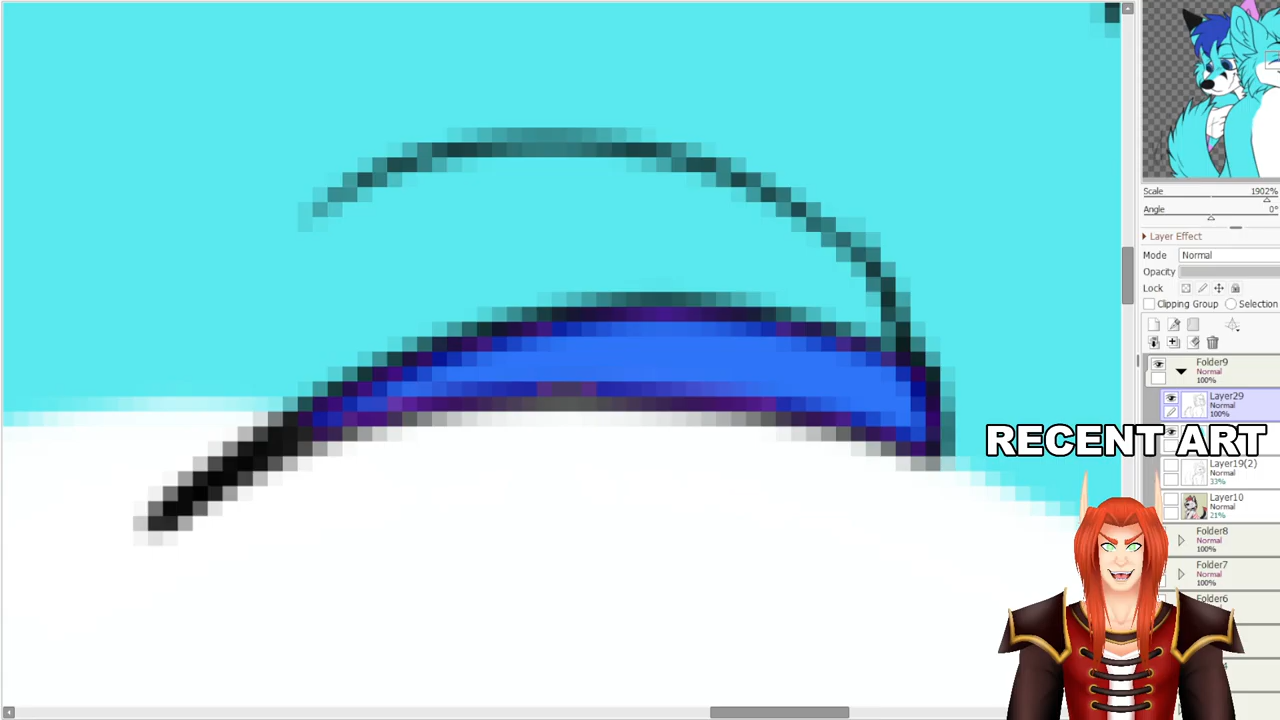 Scale 1902%
Angle 0°
Layer Effect
Mode Normal
Opacity
Lock
Clipping Group Selection
Folder9
Normal
100%
Layer29
Normal
100%
RECENT ART
Layer19(2)
Normal
33%
Layer10
Normal
21%
Folder8
Normal
100%
Folder7
Normal
100%
Folder6